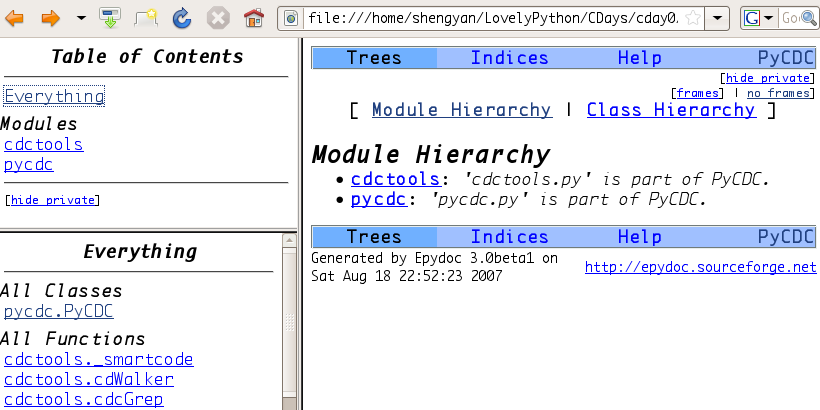 file:///home/shengyan/LovelyPython/CDays/cday0.
Goo
Table of Contents
Everything
Modules
cdctools
pycdc
[hide private]
Everything
All Classes
pycdc.PyCDC
All Functions
cdctools._smartcode
cdctools.cdWalker
cdctools.cdcGrep
Trees Indices Help PyCDC
[hide private]
[frames] | no frames]
[ Module Hierarchy | Class Hierarchy ]
Module Hierarchy
• cdctools: 'cdctools.py' is part of PyCDC.
• pycdc: 'pycdc.py' is part of PyCDC.
Trees Indices Help PyCDC
Generated by Epydoc 3.0beta1 on
Sat Aug 18 22:52:23 2007
http://epydoc.sourceforge.net